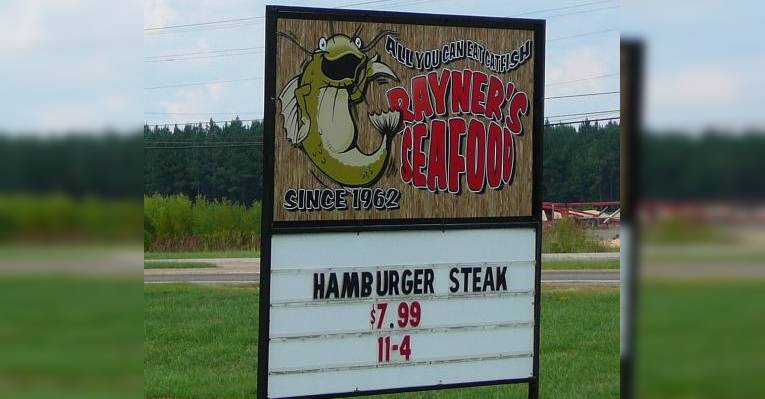 ALL YOU CAN EAT CATFISH
RAYNER'S
SEAFOOD
SINCE 1962
HAMBURGER STEAK
$7.99
11-4